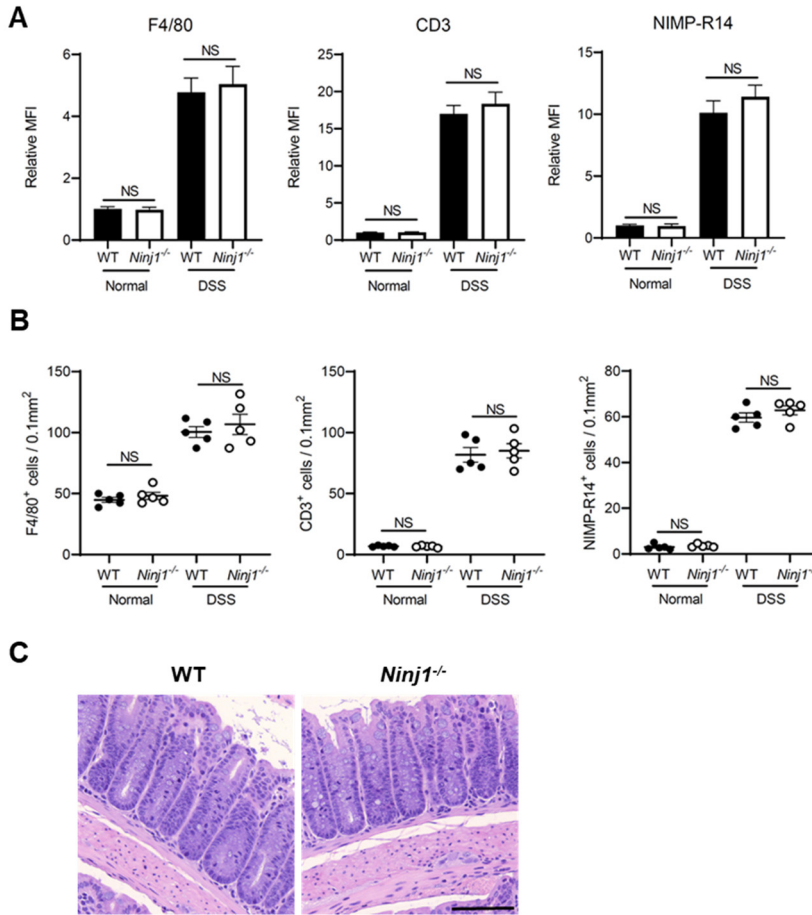 A
F4/80
CD3
NIMP-R14
Relative MFI
6
4
2
0
NS
NS
WT Ninj1-/- WT Ninj1-/-
Normal DSS
Relative MFI
25
20
15
10
5
0
NS
NS
WT Ninj1-/- WT Ninj1-/-
Normal DSS
Relative MFI
15
10
5
0
NS
NS
WT Ninj1-/- WT Ninj1-/-
Normal DSS
B
F4/80+ cells / 0.1mm2
150
100
50
0
NS
NS
WT Ninj1-/- WT Ninj1-/-
Normal DSS
CD3+ cells / 0.1mm2
150
100
50
0
NS
NS
WT Ninj1-/- WT Ninj1-/-
Normal DSS
NIMP-R14+ cells / 0.1mm2
80
60
40
20
0
NS
NS
WT Ninj1-/- WT Ninj1-/-
Normal DSS
C
WT Ninj1-/-